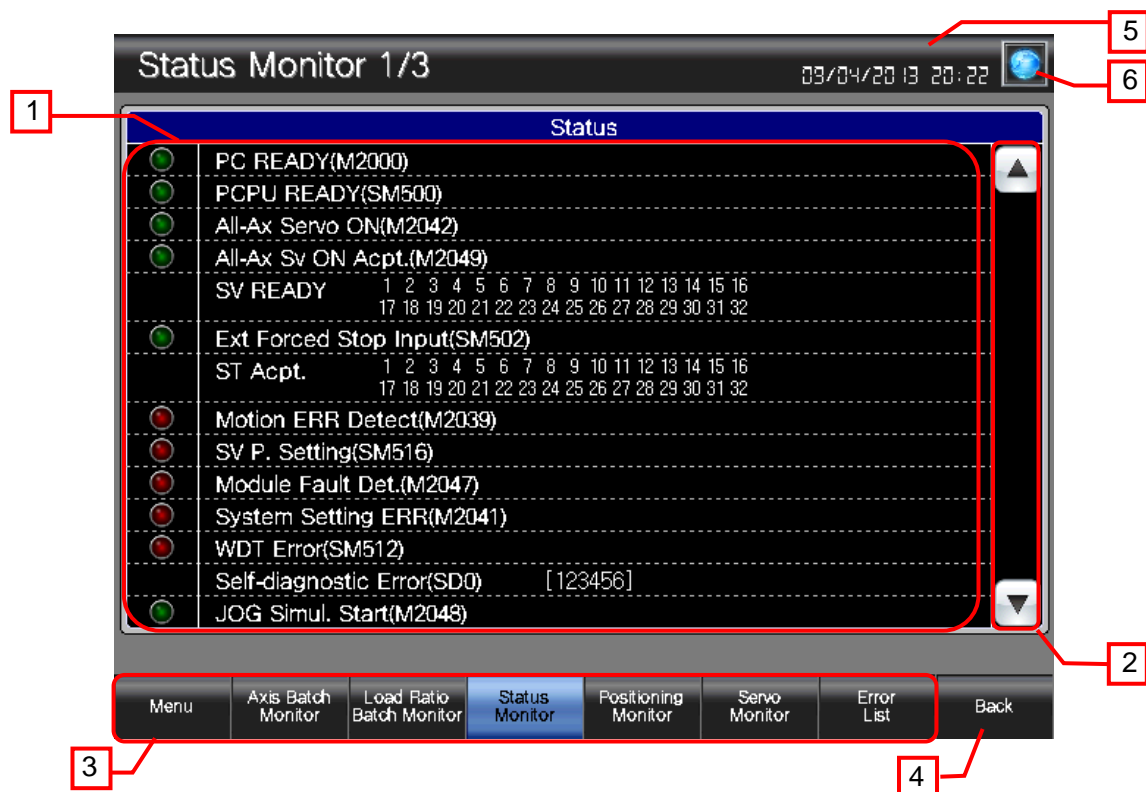 5
Status Monitor 1/3
09/04/2013 20:22
6
1
Status
PC READY(M2000)
PCPU READY(SM500)
All-Ax Servo ON(M2042)
All-Ax Sv ON Acpt.(M2049)
SV READY 1 2 3 4 5 6 7 8 9 10 11 12 13 14 15 16
17 18 19 20 21 22 23 24 25 26 27 28 29 30 31 32
Ext Forced Stop Input(SM502)
ST Acpt. 1 2 3 4 5 6 7 8 9 10 11 12 13 14 15 16
17 18 19 20 21 22 23 24 25 26 27 28 29 30 31 32
Motion ERR Detect(M2039)
SV P. Setting(SM516)
Module Fault Det.(M2047)
System Setting ERR(M2041)
WDT Error(SM512)
Self-diagnostic Error(SD0) [123456]
JOG Simul. Start(M2048)
2
Menu
Axis Batch
Monitor
Load Ratio
Batch Monitor
Status
Monitor
Positioning
Monitor
Servo
Monitor
Error
List
Back
3
4